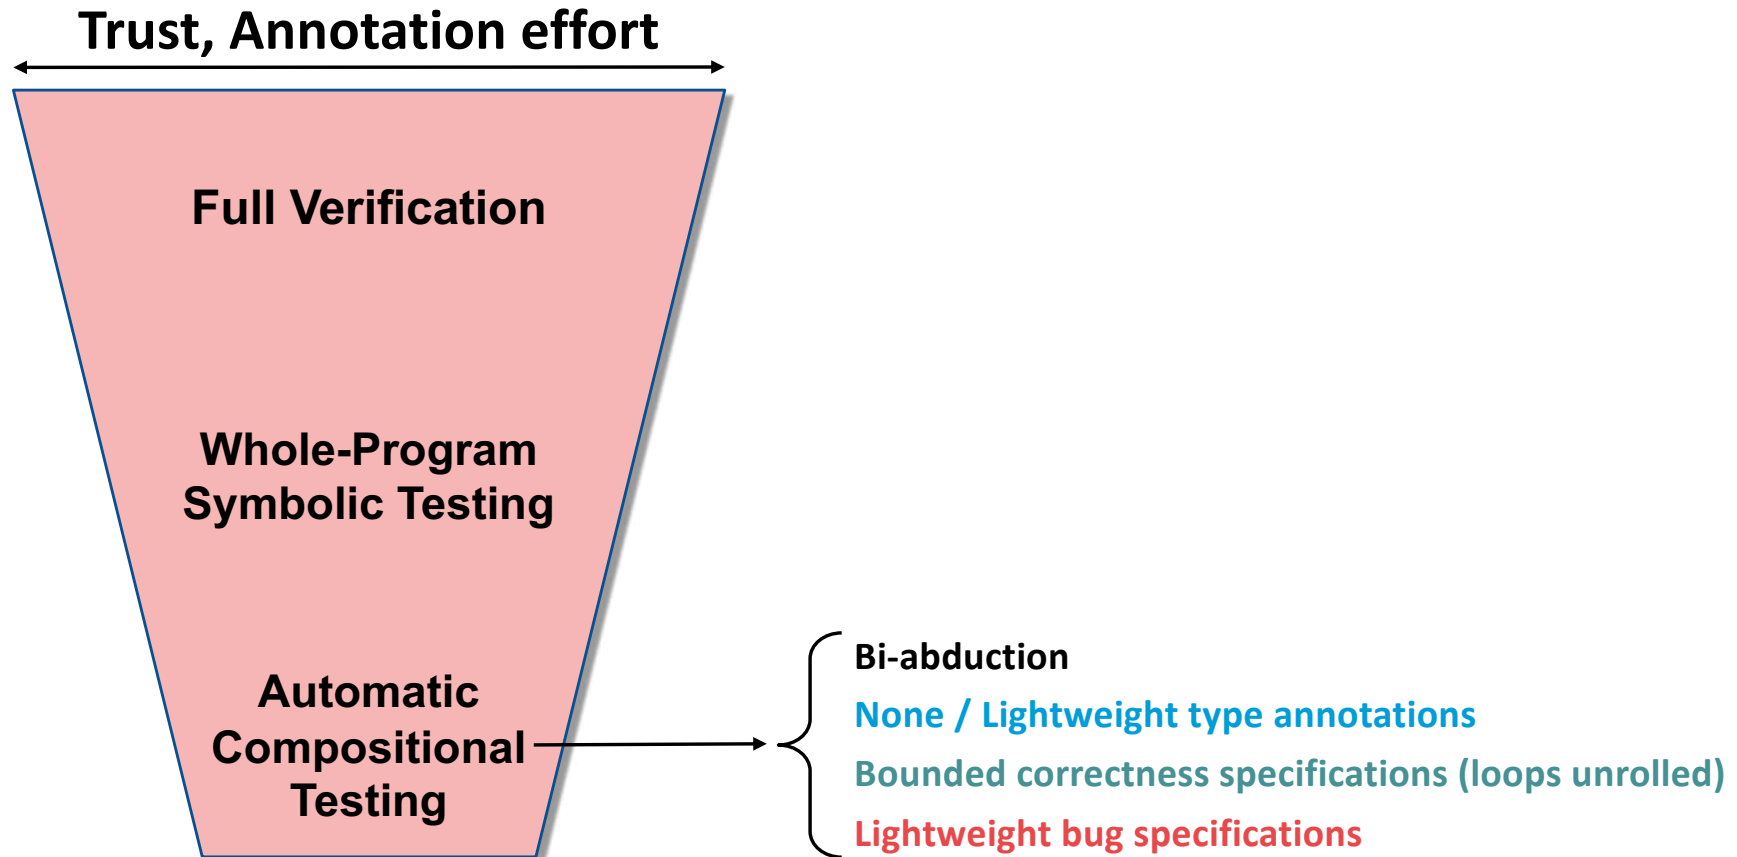 Trust, Annotation effort
Full Verification
Whole-Program
Symbolic Testing
Automatic
Compositional
Testing
Bi-abduction
None / Lightweight type annotations
Bounded correctness specifications (loops unrolled)
Lightweight bug specifications